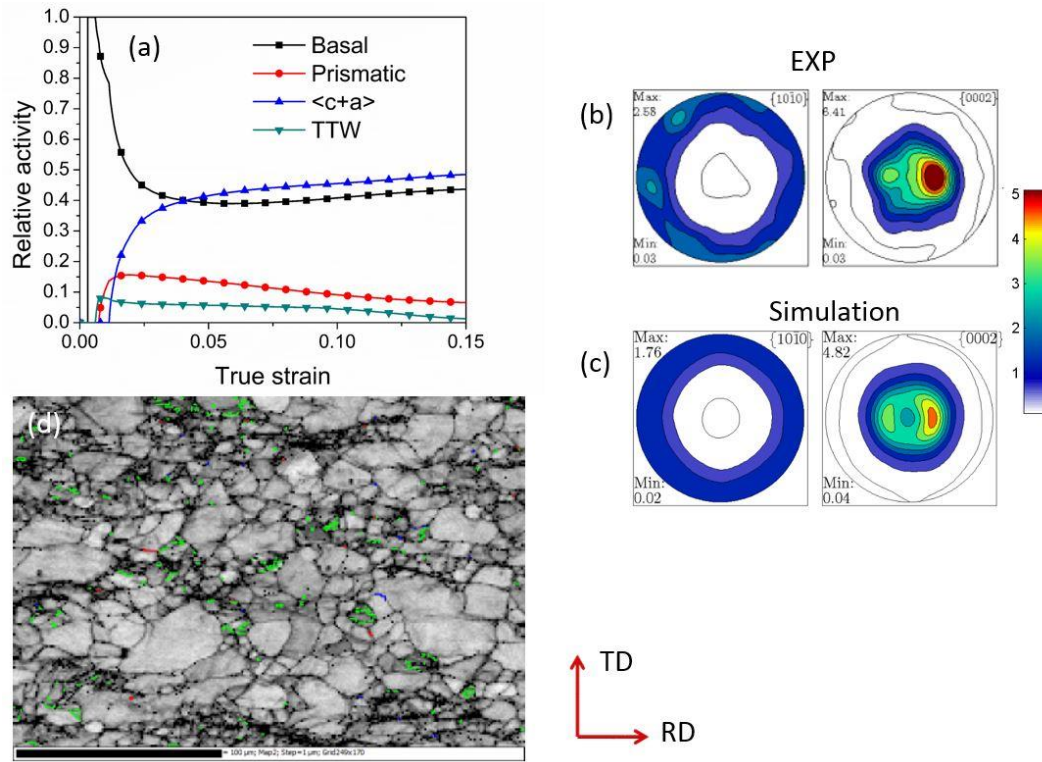 (a)
Basal
Prismatic
<c+a>
TTW
1.0
0.9
0.8
0.7
0.6
0.5
0.4
0.3
0.2
0.1
0.0
Relative activity
0.00
0.05
0.10
0.15
True strain
EXP
(b)
Max:
2.58
{101̄0}
Min:
0.03
Max:
6.41
{0002}
Min:
0.03
5
4
3
2
1
Simulation
(c)
Max:
1.76
{101̄0}
Min:
0.02
Max:
4.82
{0002}
Min:
0.04
(d)
= 100 µm; Map2; Step=1 µm; Grid249x170
TD
RD